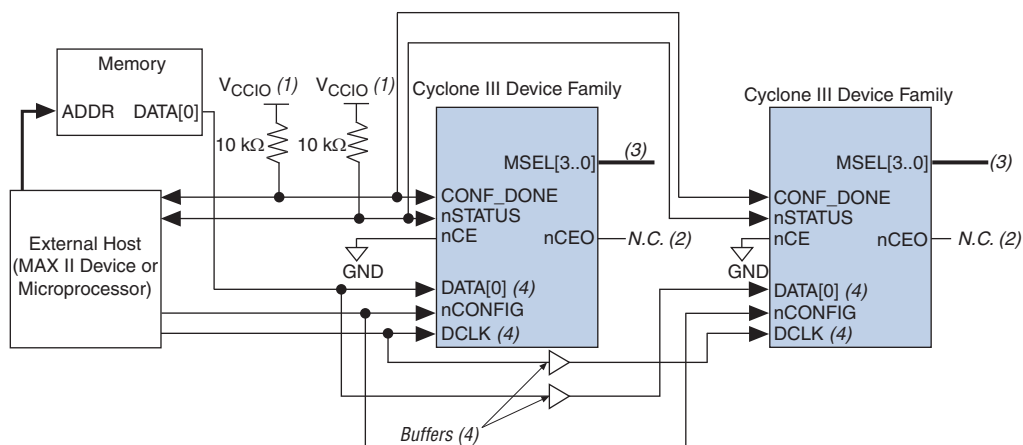 Memory
ADDR DATA[0]
VCCIO (1)
VCCIO (1)
10 kΩ
10 kΩ
Cyclone III Device Family
MSEL[3..0]
(3)
CONF_DONE
nSTATUS
nCE
nCEO
N.C. (2)
GND
DATA[0] (4)
nCONFIG
DCLK (4)
External Host
(MAX II Device or
Microprocessor)
Cyclone III Device Family
MSEL[3..0]
(3)
CONF_DONE
nSTATUS
nCE
nCEO
N.C. (2)
GND
DATA[0] (4)
nCONFIG
DCLK (4)
Buffers (4)